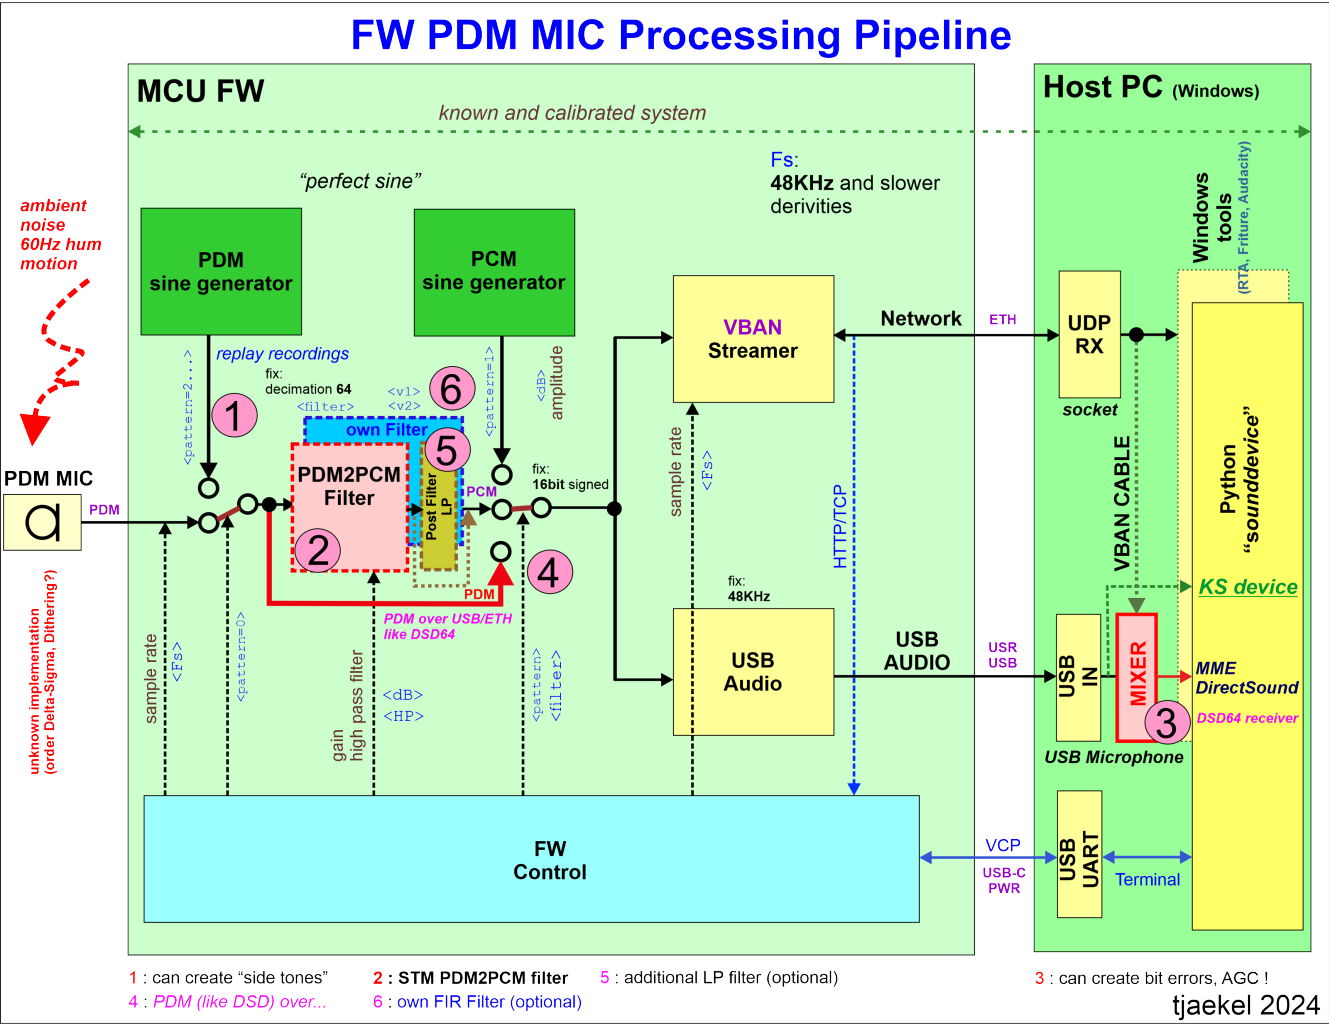 FW PDM MIC Processing Pipeline
MCU FW
Host PC (Windows)
known and calibrated system
Fs:
48KHz and slower
derivities
"perfect sine"
ambient
noise
60Hz hum
motion
PDM
sine generator
PCM
sine generator
Windows
tools
(RTA, Friture, Audacity)
VBAN
Streamer
Network
ETH
UDP
RX
socket
<pattern=2...>
replay recordings
fix:
decimation 64
<filter>
<v1>
<v2>
6
<pattern=1>
<dB>
amplitude
1
own Filter
5
PDM2PCM
Filter
Post Filter
LP
PCM
fix:
16bit signed
sample rate
<Fs>
HTTP/TCP
VBAN CABLE
Python
"sounddevice"
PDM MIC
PDM
a
2
4
PDM
PDM over USB/ETH
like DSD64
fix:
48KHz
KS device
unknown implementation
(order Delta-Sigma, Dithering?)
sample rate
<Fs>
<pattern=0>
gain
high pass filter
<dB>
<HP>
<pattern>
<filter>
USB
Audio
USB
AUDIO
USR
USB
USB
IN
MIXER
MME
DirectSound
DSD64 receiver
3
USB Microphone
FW
Control
VCP
USB-C
PWR
USB
UART
Terminal
1 : can create "side tones"
2 : STM PDM2PCM filter
5 : additional LP filter (optional)
3 : can create bit errors, AGC !
4 : PDM (like DSD) over...
6 : own FIR Filter (optional)
tjaekel 2024